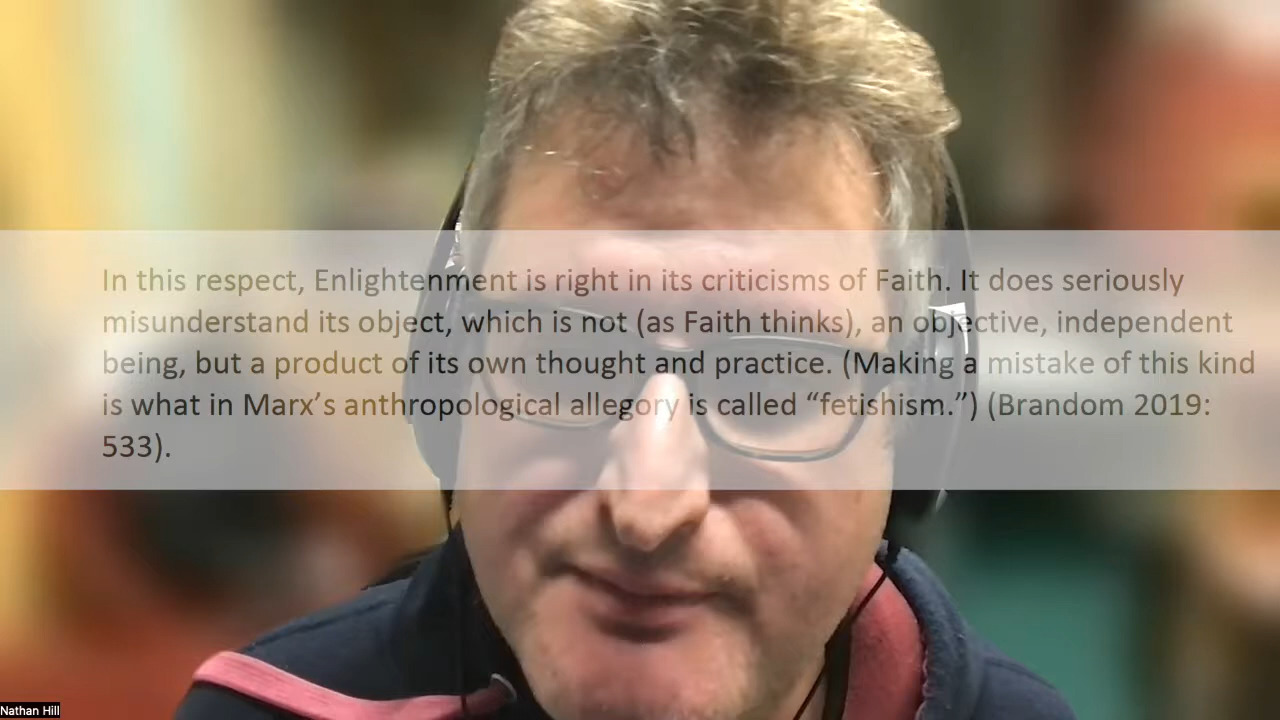 In this respect, Enlightenment is right in its criticisms of Faith. It does seriously
misunderstand its object, which is not (as Faith thinks), an objective, independent
being, but a product of its own thought and practice. (Making a mistake of this kind
is what in Marx’s anthropological allegory is called “fetishism.”) (Brandom 2019:
533).
Nathan Hill